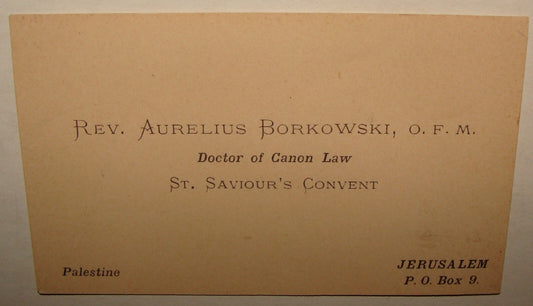 REV. AURELIUS BORKOWSKI, O. F. M.
Doctor of Canon Law
ST. SAVIOUR'S CONVENT
Palestine
JERUSALEM
P. O. Box 9.